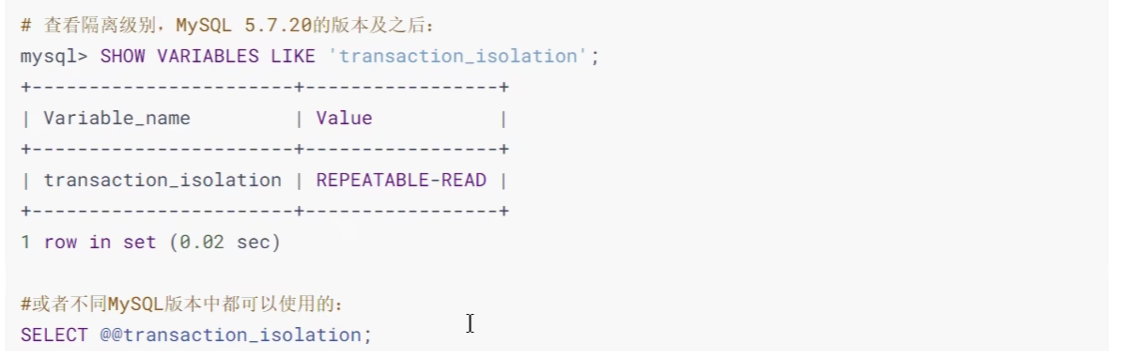 # 查看隔离级别，MySQL 5.7.20的版本及之后：
mysql> SHOW VARIABLES LIKE 'transaction_isolation';
+-----------------------+-----------------+
| Variable_name         | Value           |
+-----------------------+-----------------+
| transaction_isolation | REPEATABLE-READ |
+-----------------------+-----------------+
1 row in set (0.02 sec)
#或者不同MySQL版本中都可以使用的：
SELECT @@transaction_isolation;